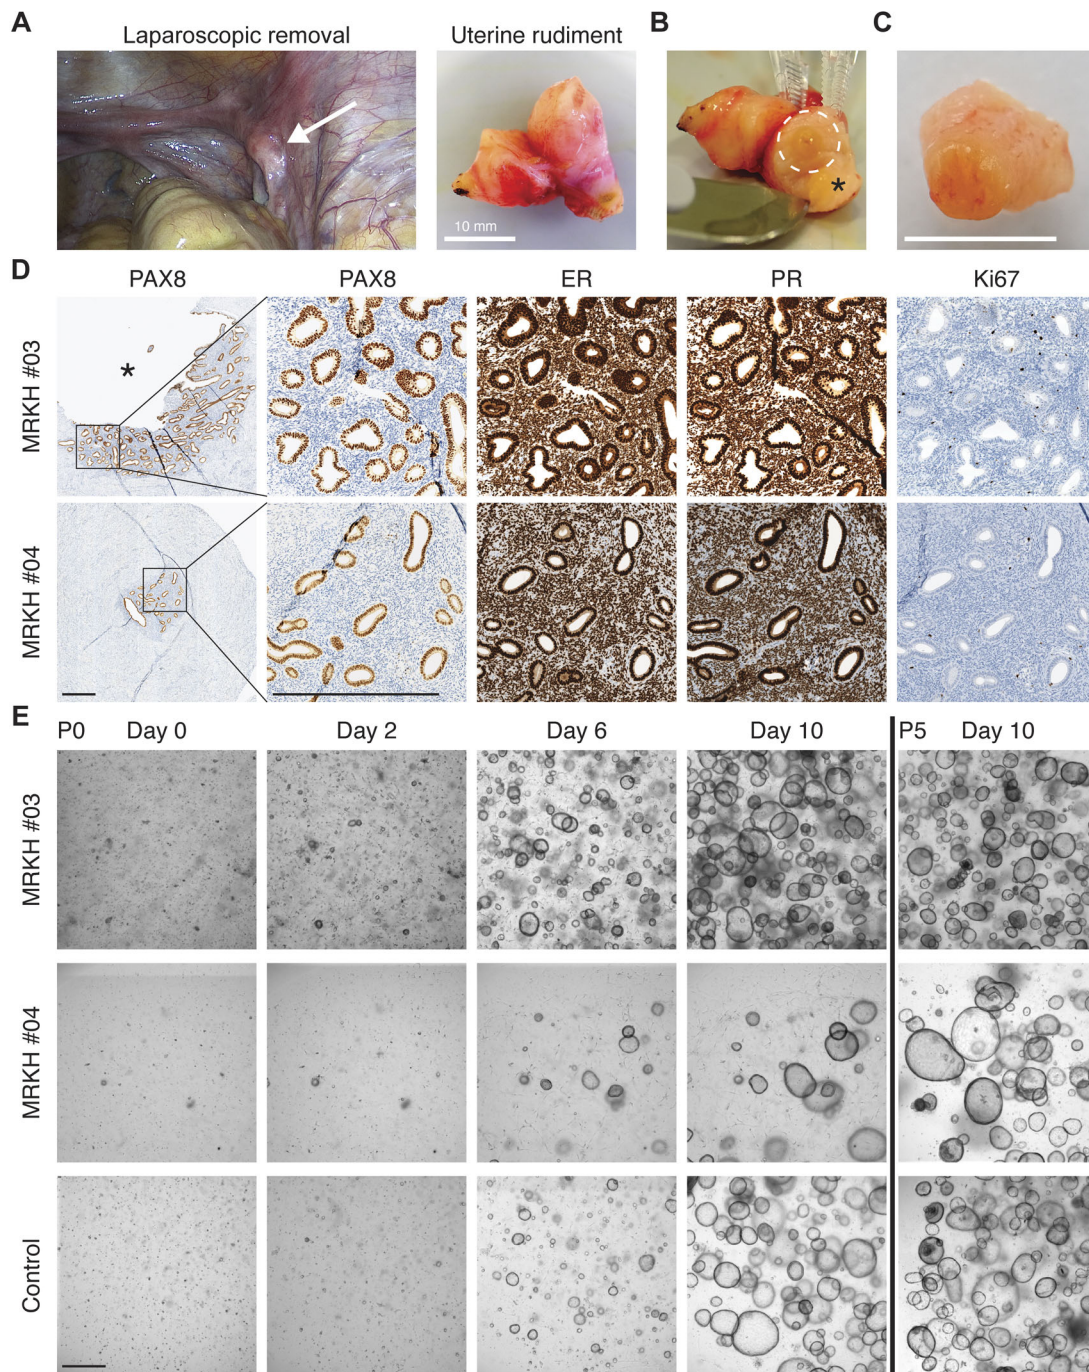 A Laparoscopic removal Uterine rudiment B C
10 mm
*
D PAX8 PAX8 ER PR Ki67
MRKH #03
*
MRKH #04
E P0 Day 0 Day 2 Day 6 Day 10 P5 Day 10
MRKH #03
MRKH #04
Control